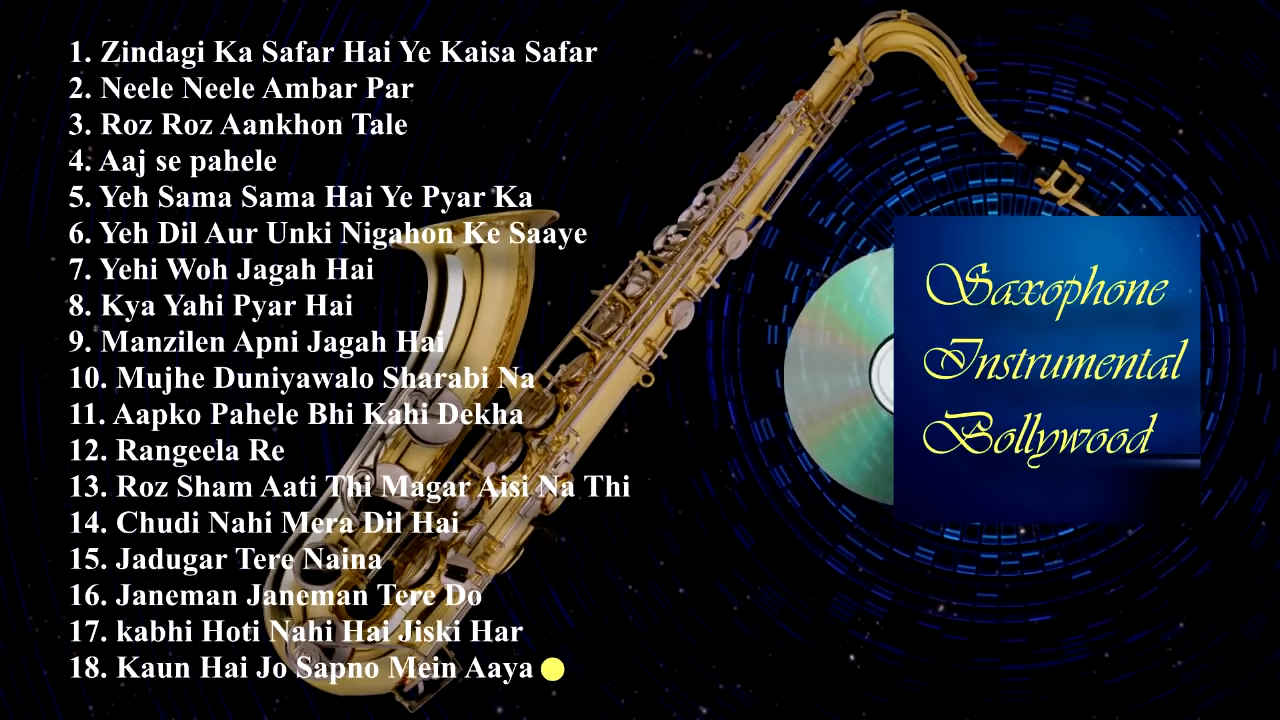 1. Zindagi Ka Safar Hai Ye Kaisa Safar
2. Neele Neele Ambar Par
3. Roz Roz Aankhon Tale
4. Aaj se pahele
5. Yeh Sama Sama Hai Ye Pyar Ka
6. Yeh Dil Aur Unki Nigahon Ke Saaye
7. Yehi Woh Jagah Hai
8. Kya Yahi Pyar Hai
9. Manzilen Apni Jagah Hai
10. Mujhe Duniyawalo Sharabi Na
11. Aapko Pahele Bhi Kahi Dekha
12. Rangeela Re
13. Roz Sham Aati Thi Magar Aisi Na Thi
14. Chudi Nahi Mera Dil Hai
15. Jadugar Tere Naina
16. Janeman Janeman Tere Do
17. kabhi Hoti Nahi Hai Jiski Har
18. Kaun Hai Jo Sapno Mein Aaya
Saxophone
Instrumental
Bollywood